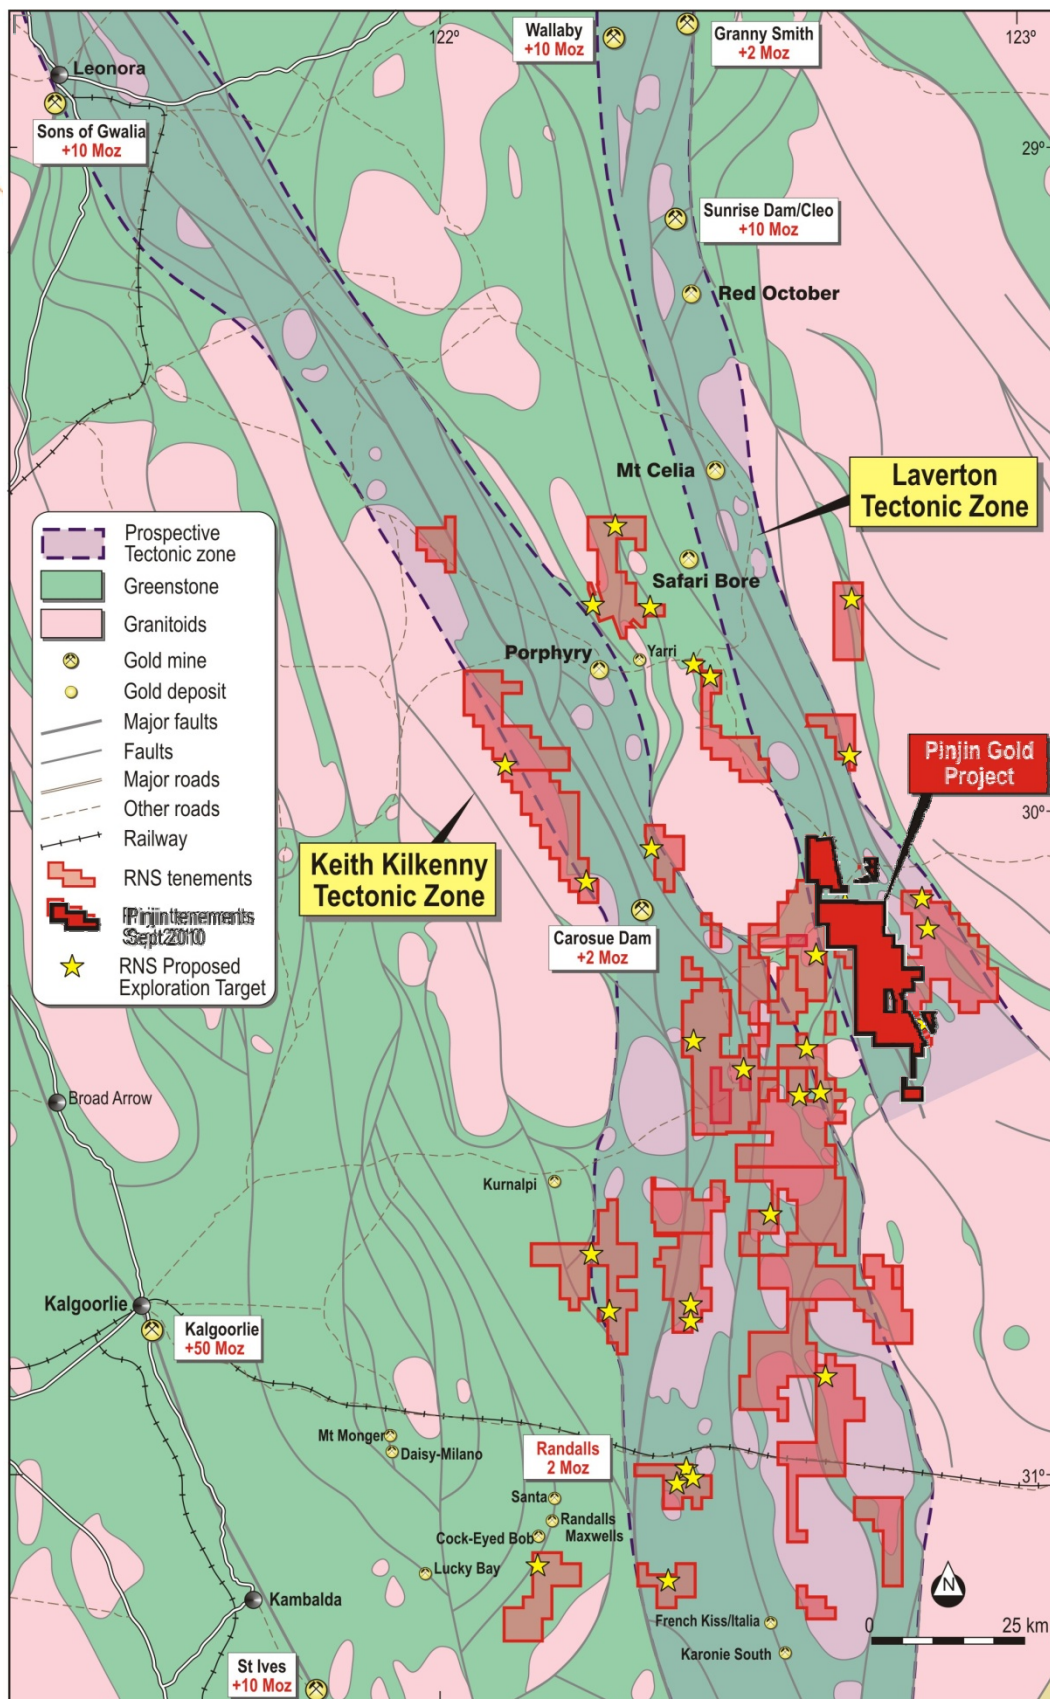 122°
123°
Wallaby
+10 Moz
Granny Smith
+2 Moz
Leonora
Sons of Gwalia
+10 Moz
29°
Sunrise Dam/Cleo
+10 Moz
Red October
Mt Celia
Laverton
Tectonic Zone
Prospective
Tectonic zone
Greenstone
Granitoids
Gold mine
Gold deposit
Major faults
Faults
Major roads
Other roads
Railway
RNS tenements
Pinjin tenements
Sept 2010
RNS Proposed
Exploration Target
Safari Bore
Porphyry
Yarri
Pinjin Gold
Project
30°
Keith Kilkenny
Tectonic Zone
Carosue Dam
+2 Moz
Broad Arrow
Kurnalpi
Kalgoorlie
Kalgoorlie
+50 Moz
Mt Monger
Daisy-Milano
Randalls
2 Moz
31°
Santa
Randalls
Maxwells
Cock-Eyed Bob
Lucky Bay
Kambalda
French Kiss/Italia
Karonie South
N
0 25 km
St Ives
+10 Moz